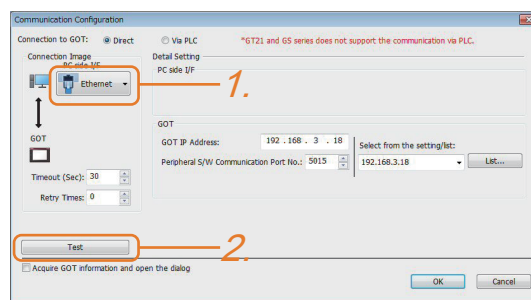 Communication Configuration
Connection to GOT: Direct Via PLC *GT21 and GS series does not support the communication via PLC.
Connection Image
PC side I/F
Ethernet
1.
Detail Setting
PC side I/F
GOT
GOT
GOT IP Address: 192 . 168 . 3 . 18
Select from the setting/list:
Peripheral S/W Communication Port No.: 5015
192.168.3.18 List...
Timeout (Sec): 30
Retry Times: 0
Test
2.
Acquire GOT information and open the dialog
OK Cancel